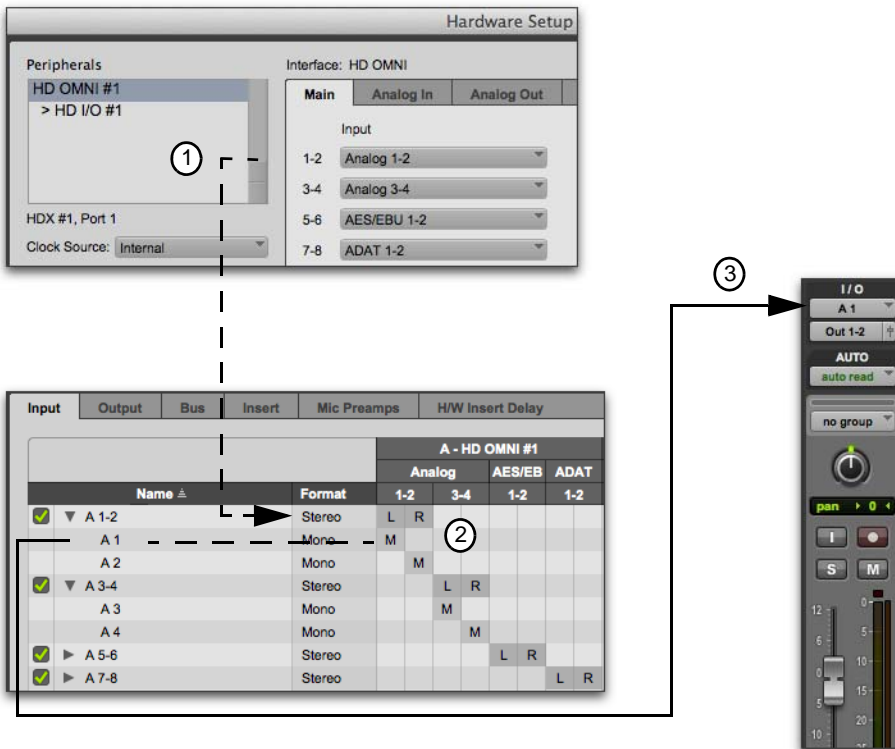 Hardware Setup
Peripherals
HD OMNI #1
> HD I/O #1
HDX #1, Port 1
Clock Source: Internal
Interface: HD OMNI
Main Analog In Analog Out
Input
1-2 Analog 1-2
3-4 Analog 3-4
5-6 AES/EBU 1-2
7-8 ADAT 1-2
1
Input Output Bus Insert Mic Preamps H/W Insert Delay
A - HD OMNI #1
Analog AES/EB ADAT
Name Format 1-2 3-4 1-2 1-2
A 1-2 Stereo L R
A 1 Mono M
2
A 2 Mono M
A 3-4 Stereo L R
A 3 Mono M
A 4 Mono M
A 5-6 Stereo L R
A 7-8 Stereo L R
3
I / O
A 1
Out 1-2
AUTO
auto read
no group
pan 0
I
S M
12 0
6 5
0 10
5 15
10 20